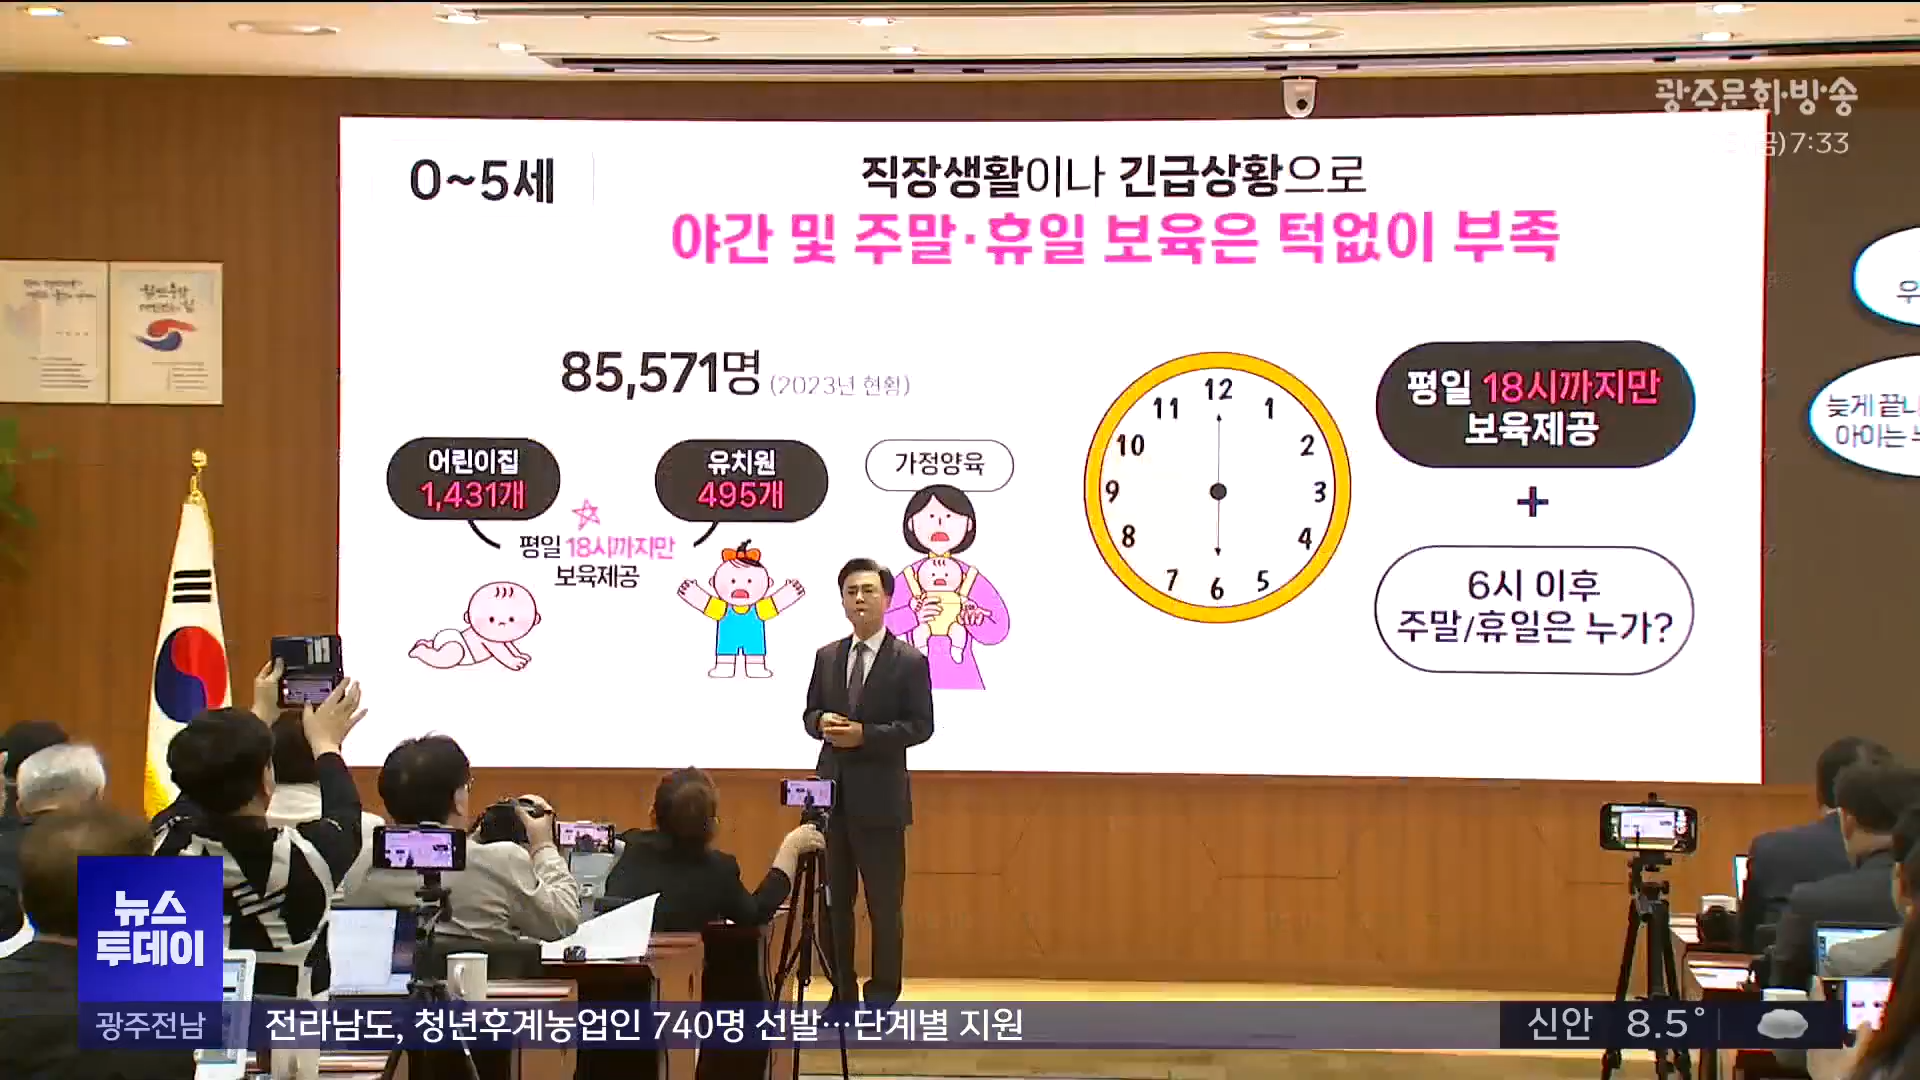 광주문화방송
7:33
0~5세
직장생활이나 긴급상황으로
야간 및 주말·휴일 보육은 턱없이 부족
85,571명 (2023년 현황)
어린이집
1,431개
유치원
495개
가정양육
평일 18시까지만
보육제공
12
1
2
3
4
5
6
7
8
9
10
11
평일 18시까지만
보육제공
+
6시 이후
주말/휴일은 누가?
늦게 끝나
아이는
뉴스
투데이
광주전남
전라남도, 청년후계농업인 740명 선발…단계별 지원
신안 8.5°